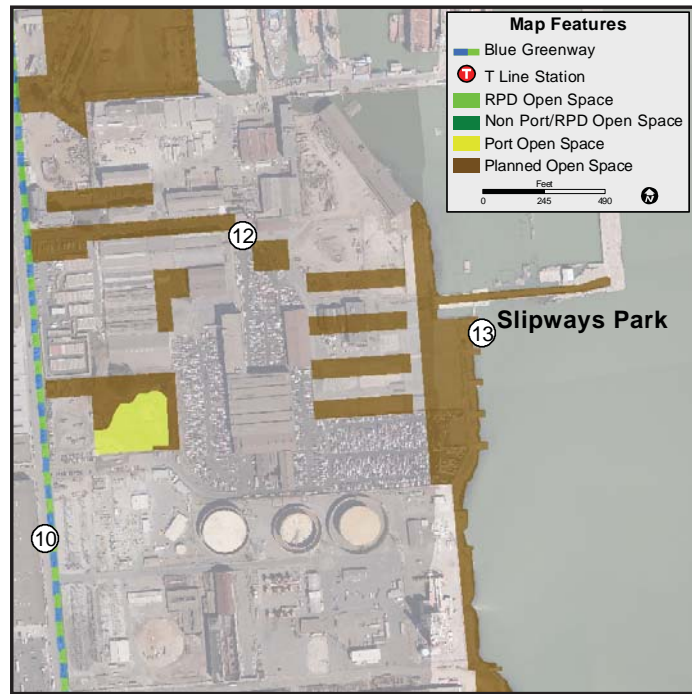 Map Features
Blue Greenway
T T Line Station
RPD Open Space
Non Port/RPD Open Space
Port Open Space
Planned Open Space
Feet
0 245 490
N
12
13 Slipways Park
10